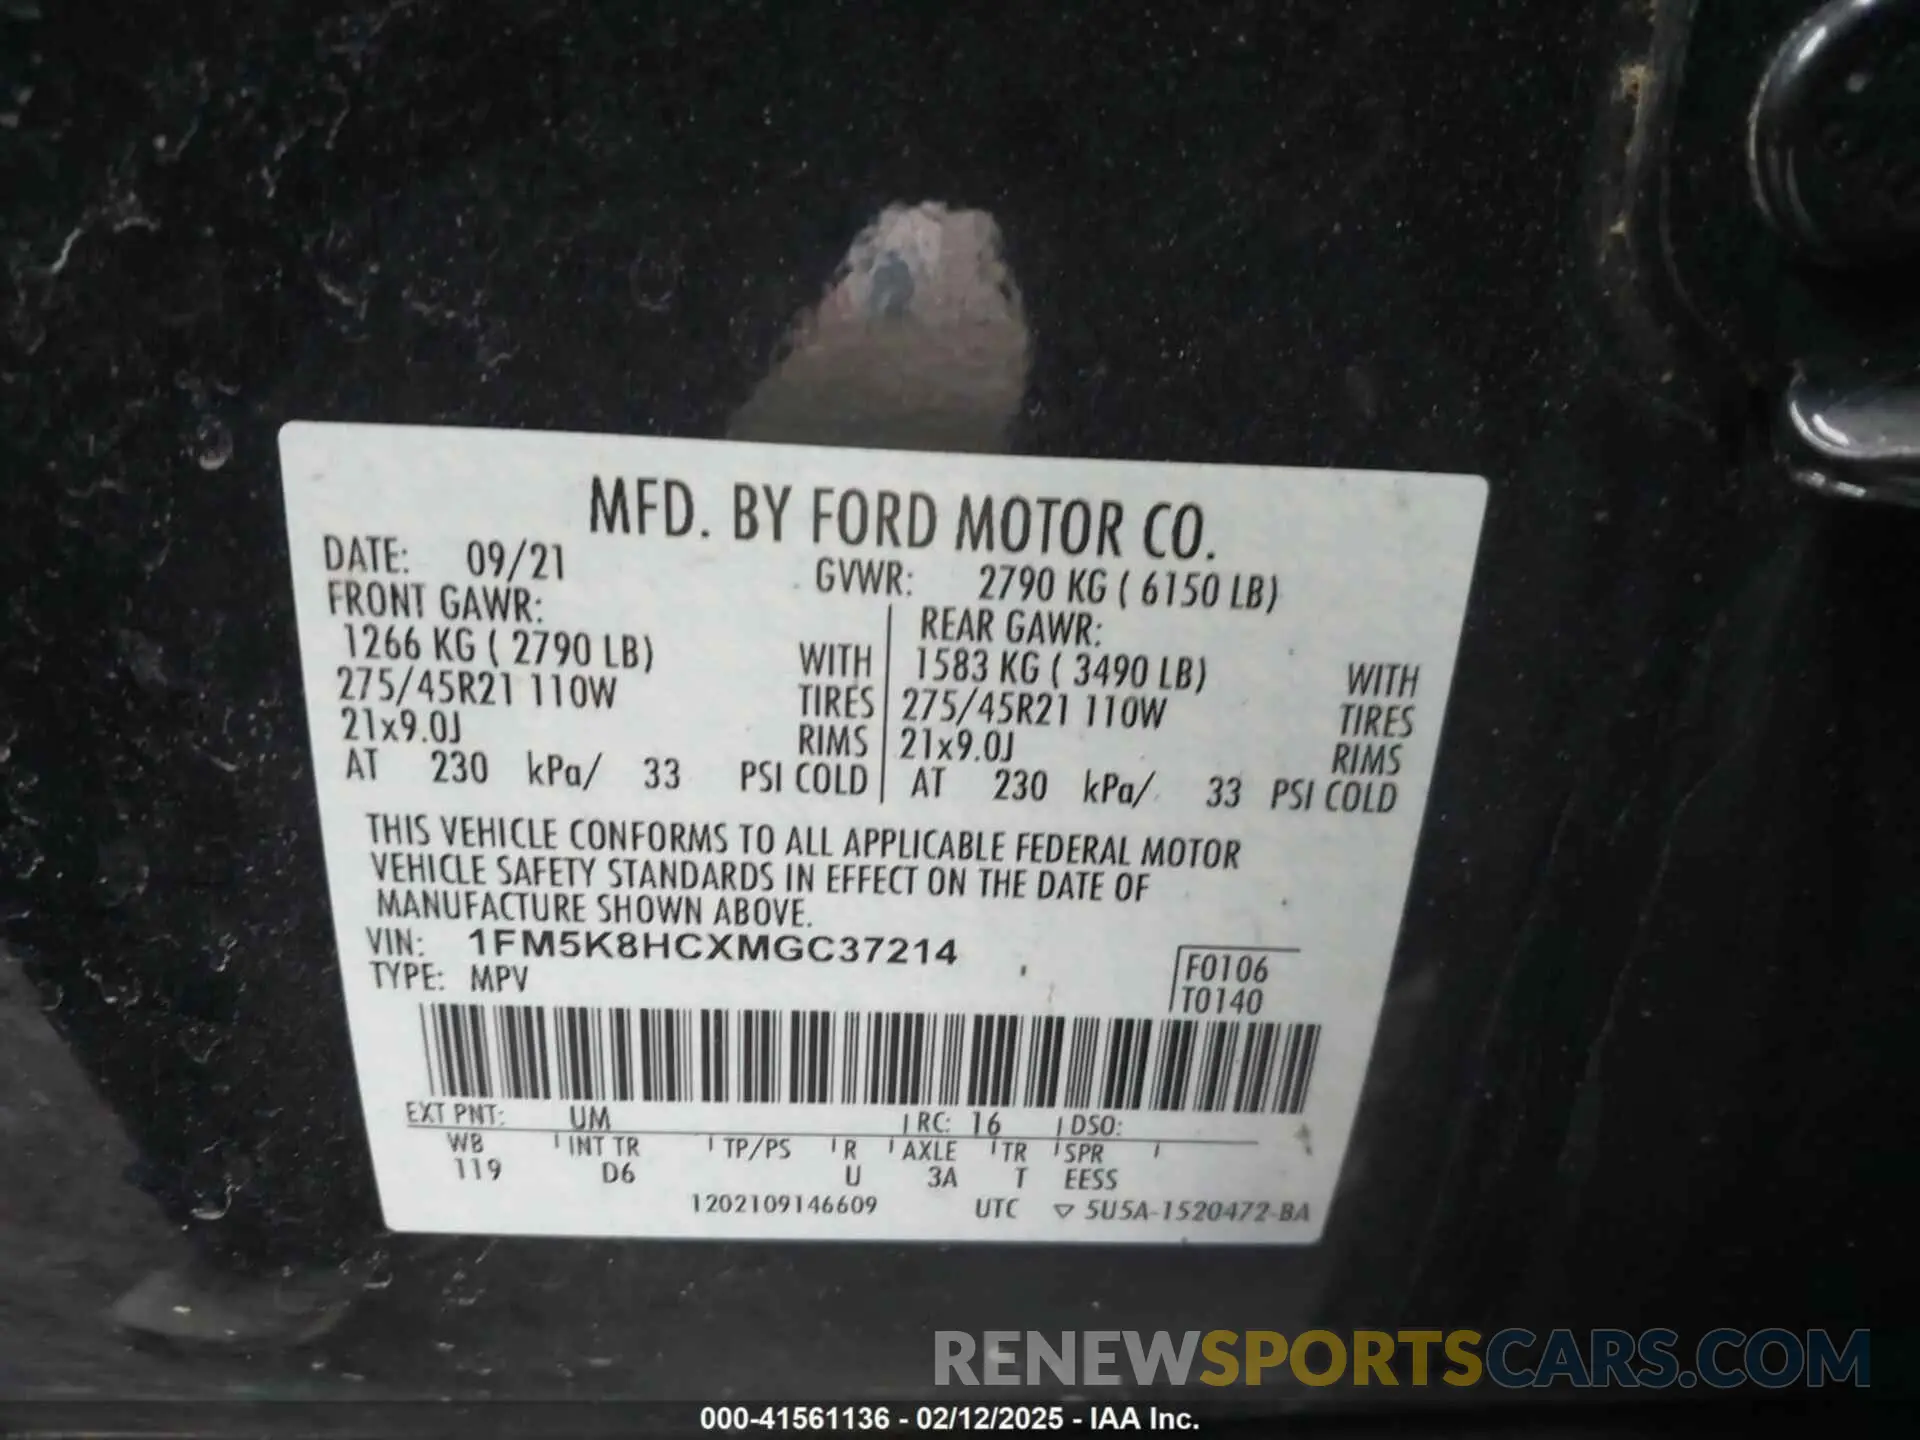 MFD. BY FORD MOTOR CO.
DATE: 09/21 GVWR: 2790 KG ( 6150 LB)
FRONT GAWR: REAR GAWR:
1266 KG ( 2790 LB) WITH 1583 KG ( 3490 LB) WITH
275/45R21 110W TIRES 275/45R21 110W TIRES
21x9.0J RIMS 21x9.0J RIMS
AT 230 kPa/ 33 PSI COLD AT 230 kPa/ 33 PSI COLD
THIS VEHICLE CONFORMS TO ALL APPLICABLE FEDERAL MOTOR
VEHICLE SAFETY STANDARDS IN EFFECT ON THE DATE OF
MANUFACTURE SHOWN ABOVE.
VIN: 1FM5K8HCXMGC37214
TYPE: MPV
F0106
T0140
EXT PNT: UM RC: 16 DSO:
WB INT TR TP/PS R AXLE TR SPR
119 D6 U 3A T EESS
1202109146609 UTC ▽ 5U5A-1520472-BA
RENEWSPORTSCARS.COM
000-41561136 - 02/12/2025 - IAA Inc.